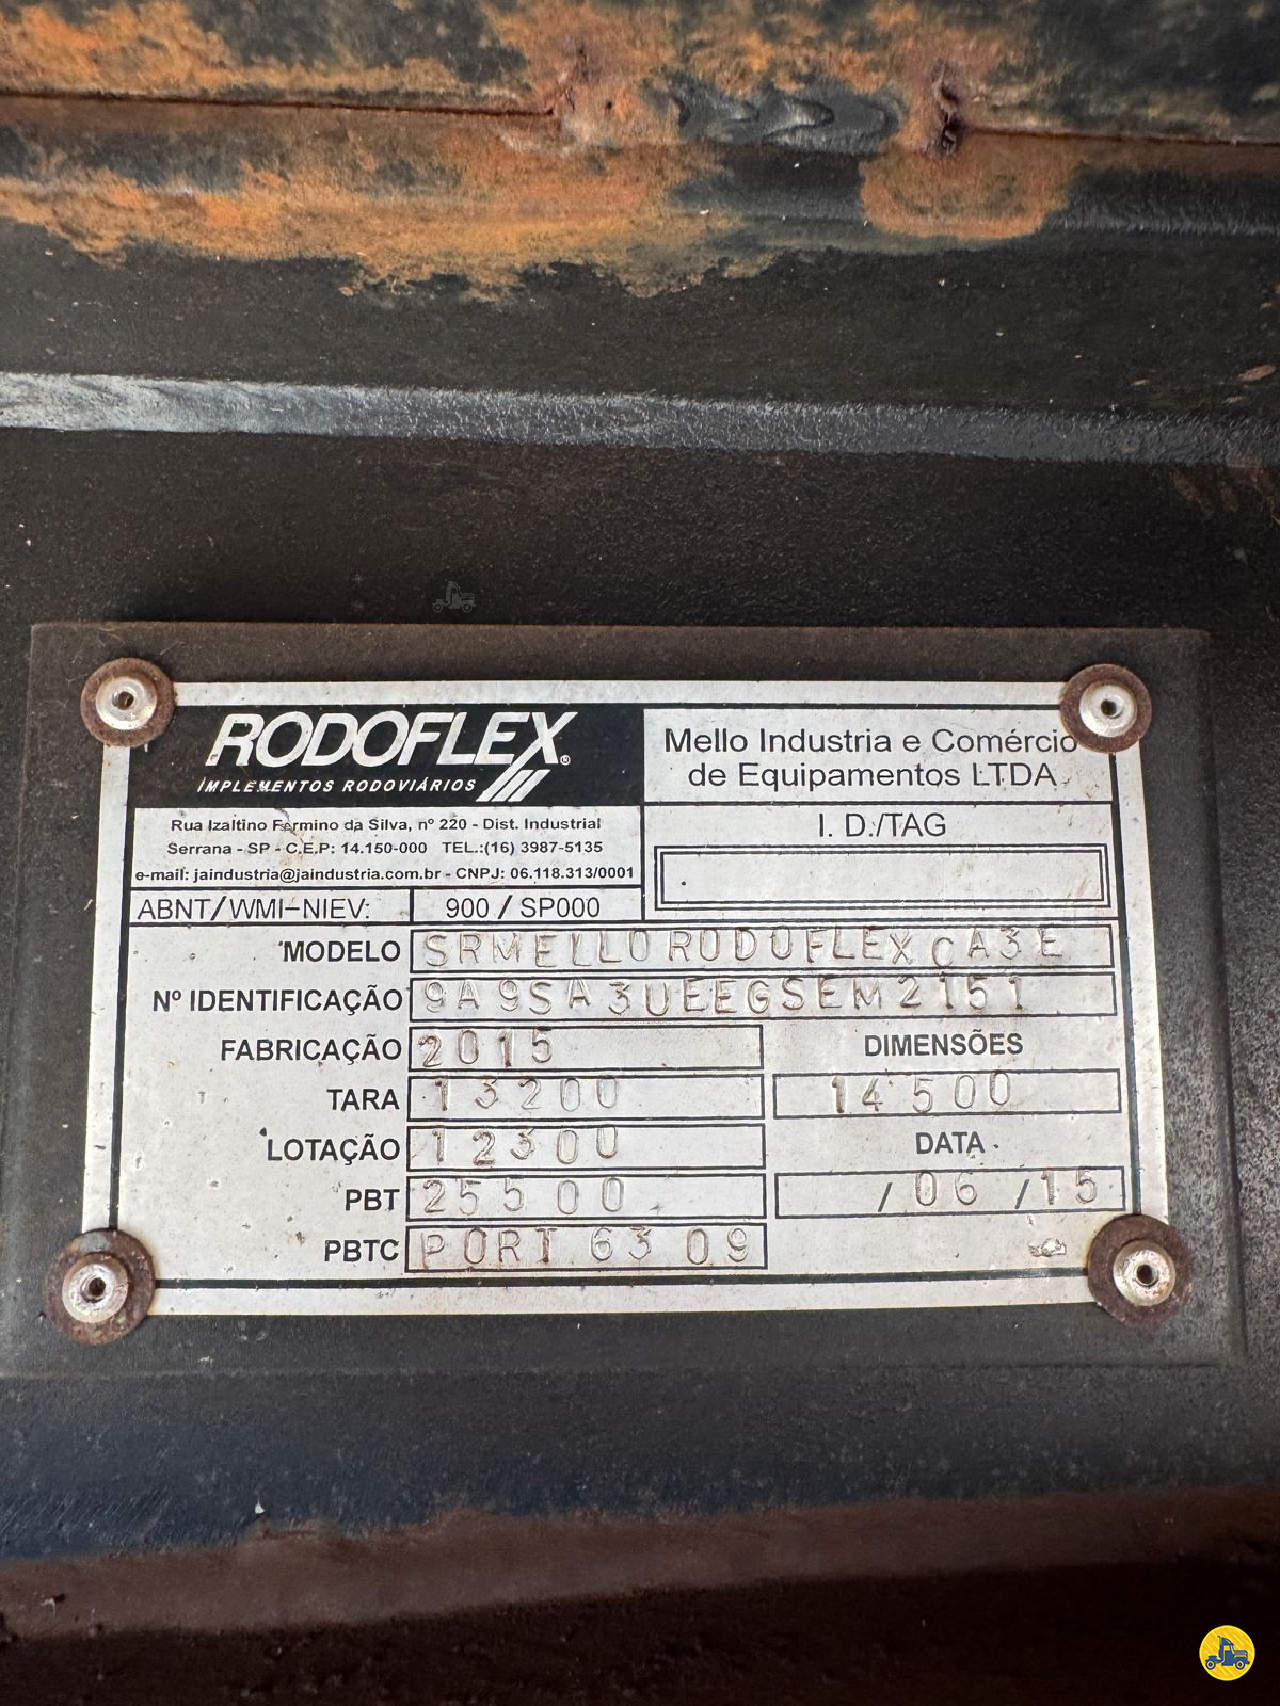 RODOFLEX®
IMPLEMENTOS RODOVIÁRIOS
Mello Industria e Comércio
de Equipamentos LTDA
Rua Izaltino Fermino da Silva, nº 220 - Dist. Industrial
Serrana - SP - C.E.P: 14.150-000 TEL.:(16) 3987-5135
e-mail: jaindustria@jaindustria.com.br - CNPJ: 06.118.313/0001
I. D./TAG
ABNT/WMI-NIEV: 900 / SP000
MODELO SRMELLO RODOFLEX CA3E
Nº IDENTIFICAÇÃO 9A9SA3UEEGSEM2151
FABRICAÇÃO 2015
DIMENSÕES
TARA 13200
14500
LOTAÇÃO 12300
DATA
PBT 25500
/ 06 / 15
PBTC PORT 63 09